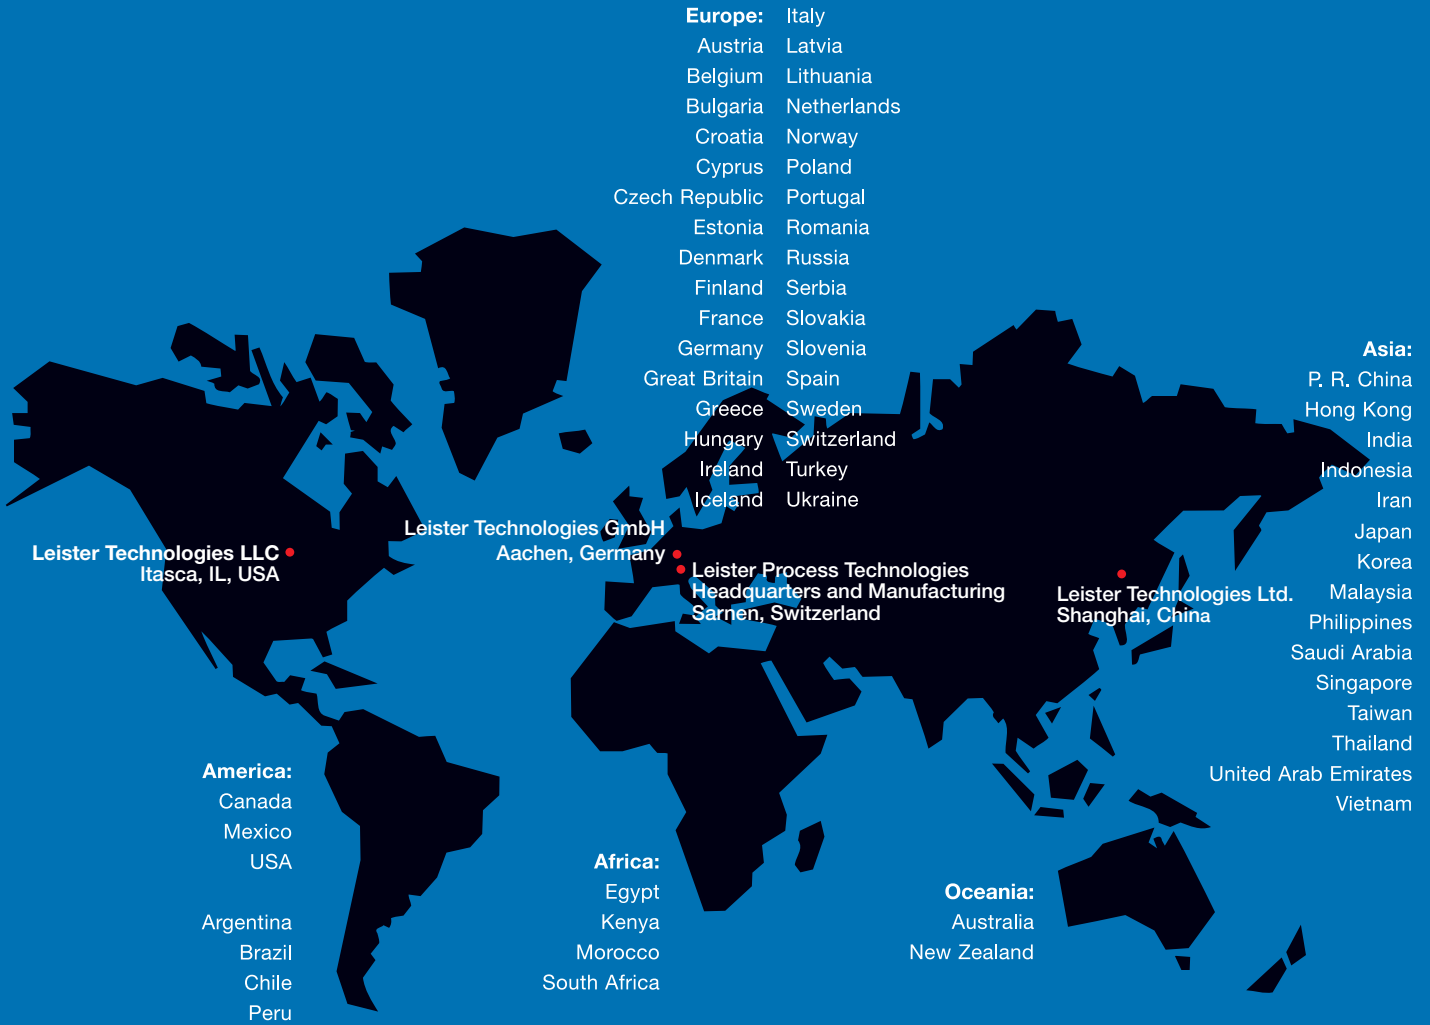 Europe:
Austria
Belgium
Bulgaria
Croatia
Cyprus
Czech Republic
Estonia
Denmark
Finland
France
Germany
Great Britain
Greece
Hungary
Ireland
Iceland
Italy
Latvia
Lithuania
Netherlands
Norway
Poland
Portugal
Romania
Russia
Serbia
Slovakia
Slovenia
Spain
Sweden
Switzerland
Turkey
Ukraine
Asia:
P. R. China
Hong Kong
India
Indonesia
Iran
Japan
Korea
Malaysia
Philippines
Saudi Arabia
Singapore
Taiwan
Thailand
United Arab Emirates
Vietnam
Leister Technologies LLC
Itasca, IL, USA
Leister Technologies GmbH
Aachen, Germany
Leister Process Technologies
Headquarters and Manufacturing
Sarnen, Switzerland
Leister Technologies Ltd.
Shanghai, China
America:
Canada
Mexico
USA
Argentina
Brazil
Chile
Peru
Africa:
Egypt
Kenya
Morocco
South Africa
Oceania:
Australia
New Zealand